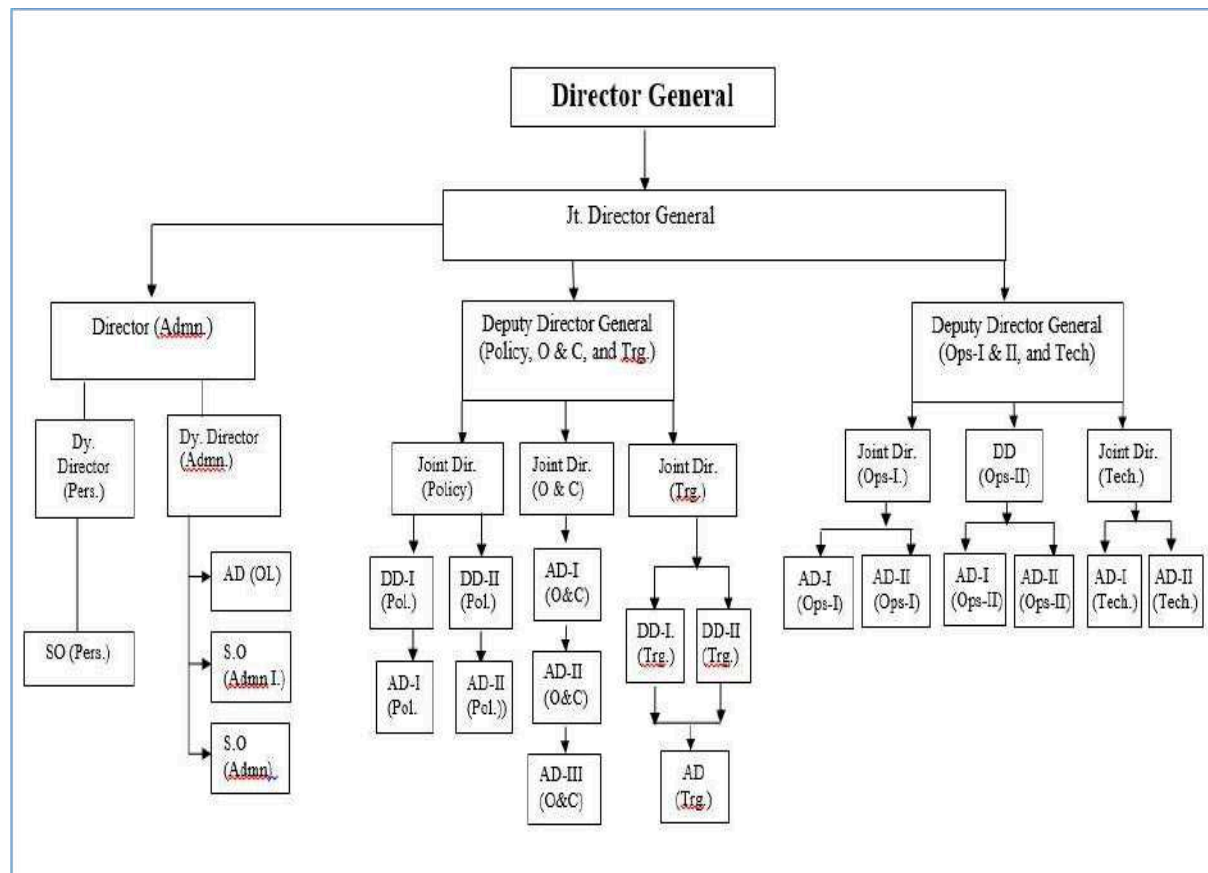 Director General
Jt. Director General
Director (Admn.)
Deputy Director General
(Policy, O & C, and Trg.)
Deputy Director General
(Ops-I & II, and Tech)
Dy.
Director
(Pers.)
Dy. Director
(Admn.)
Joint Dir.
(Policy)
Joint Dir.
(O & C)
Joint Dir.
(Trg.)
Joint Dir.
(Ops-I.)
DD
(Ops-II)
Joint Dir.
(Tech.)
AD (OL)
SO (Pers.)
S.O
(Admn I.)
S.O
(Admn).
DD-I
(Pol.)
DD-II
(Pol.)
AD-I
(Pol.
AD-II
(Pol.))
AD-I
(O&C)
AD-II
(O&C)
AD-III
(O&C)
DD-I.
(Trg.)
DD-II
(Trg.)
AD
(Trg.)
AD-I
(Ops-I)
AD-II
(Ops-I)
AD-I
(Ops-II)
AD-II
(Ops-II)
AD-I
(Tech.)
AD-II
(Tech.)